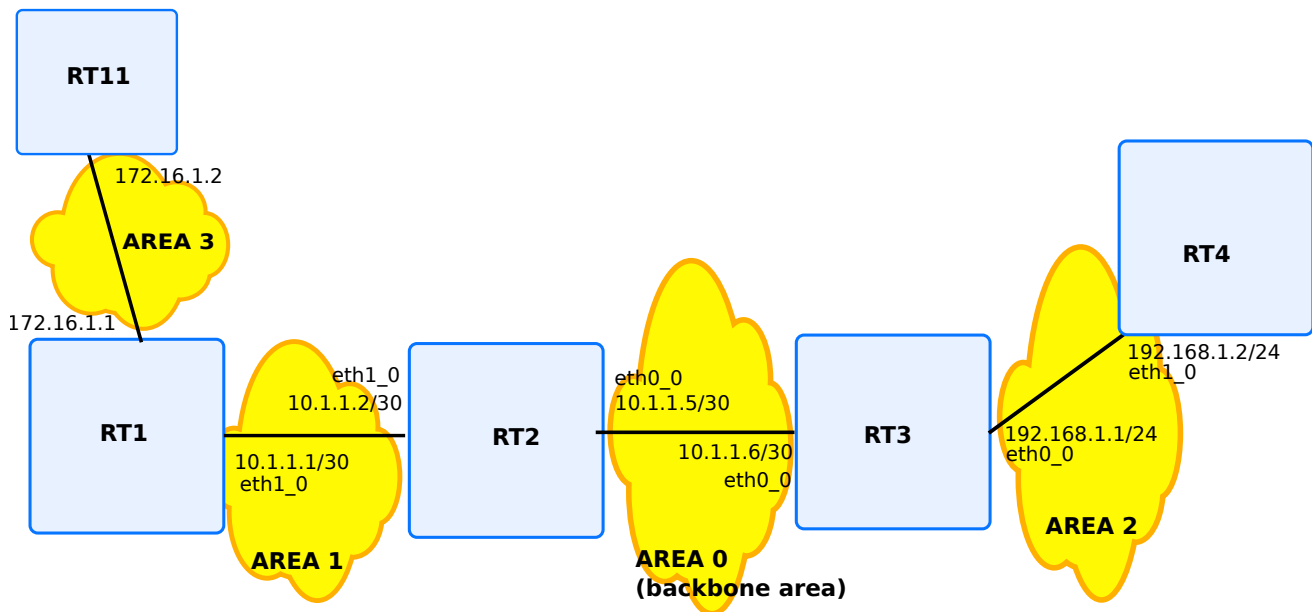 RT11
172.16.1.2
AREA 3
172.16.1.1
RT1
10.1.1.1/30
eth1_0
AREA 1
eth1_0
10.1.1.2/30
RT2
eth0_0
10.1.1.5/30
10.1.1.6/30
eth0_0
AREA 0
(backbone area)
RT3
192.168.1.1/24
eth0_0
AREA 2
192.168.1.2/24
eth1_0
RT4